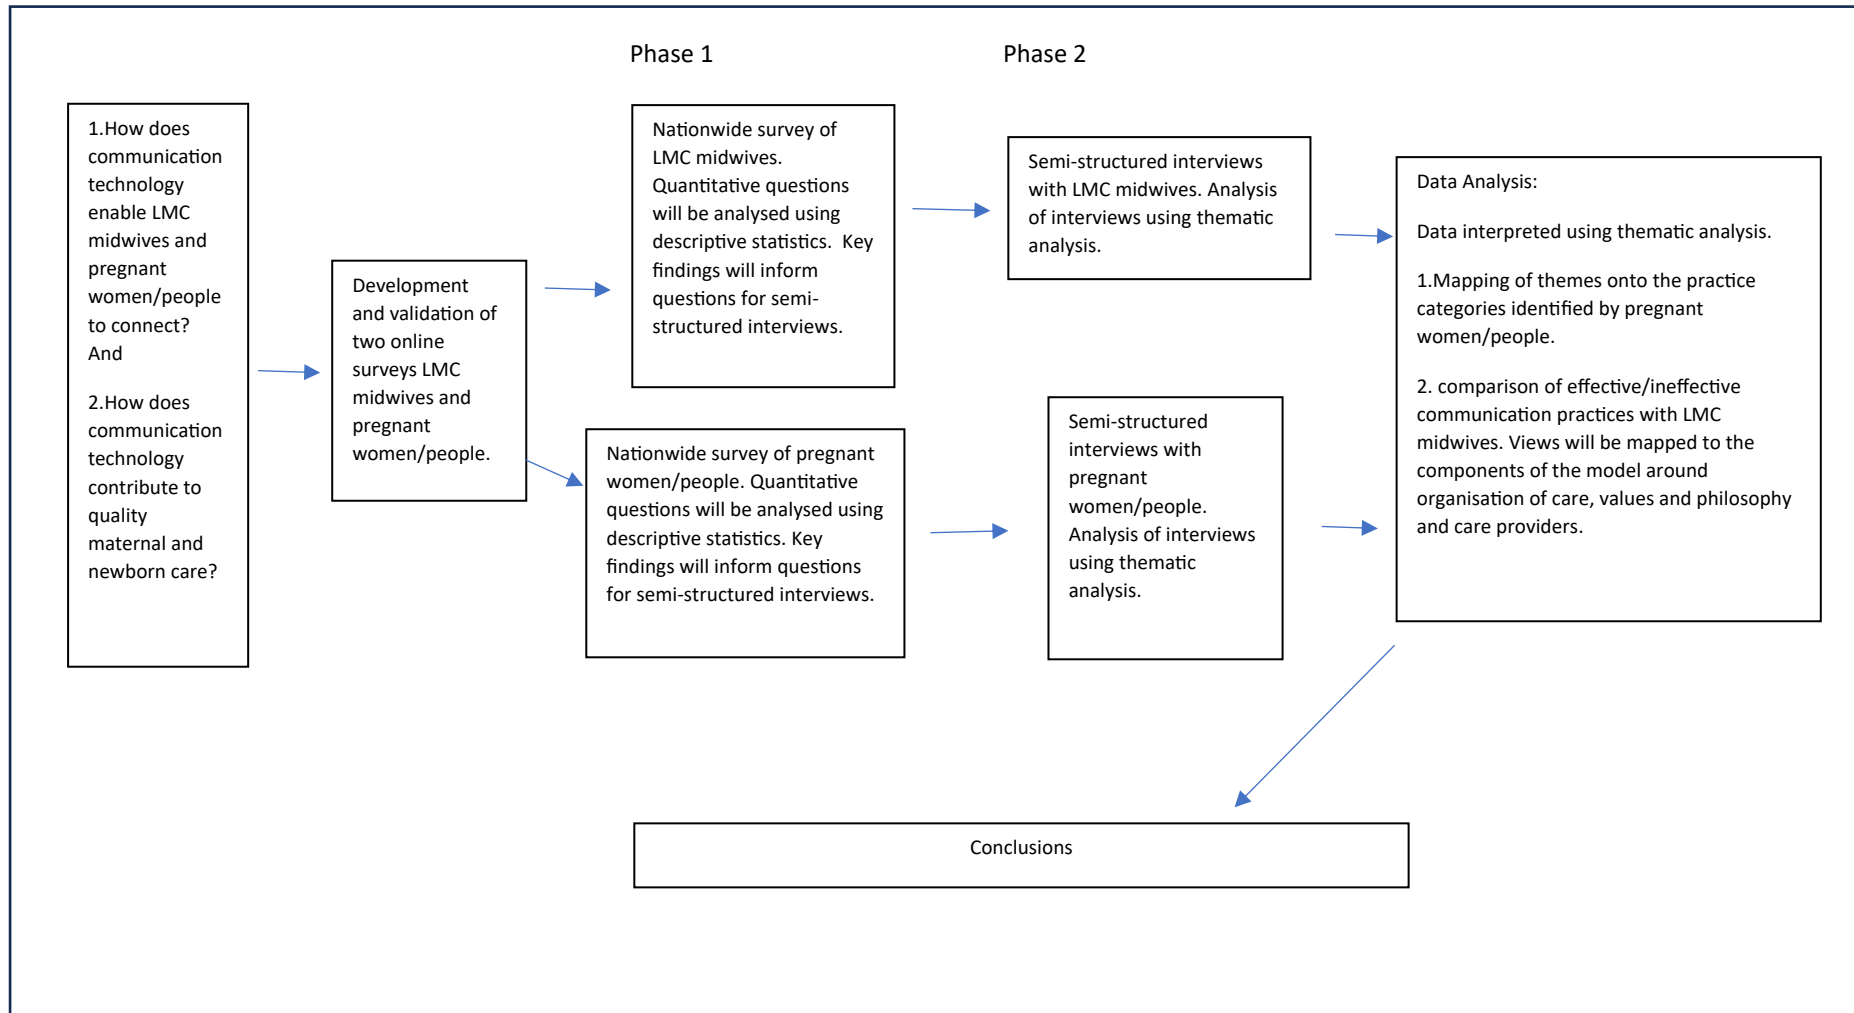 Phase 1
Phase 2
1.How does
communication
technology
enable LMC
midwives and
pregnant
women/people
to connect?
And
2.How does
communication
technology
contribute to
quality
maternal and
newborn care?
Development
and validation of
two online
surveys LMC
midwives and
pregnant
women/people.
Nationwide survey of
LMC midwives.
Quantitative questions
will be analysed using
descriptive statistics.  Key
findings will inform
questions for semi-
structured interviews.
Nationwide survey of pregnant
women/people. Quantitative
questions will be analysed using
descriptive statistics. Key
findings will inform questions
for semi-structured interviews.
Semi-structured interviews
with LMC midwives. Analysis
of interviews using thematic
analysis.
Semi-structured
interviews with
pregnant
women/people.
Analysis of interviews
using thematic
analysis.
Data Analysis:
Data interpreted using thematic analysis.
1.Mapping of themes onto the practice
categories identified by pregnant
women/people.
2. comparison of effective/ineffective
communication practices with LMC
midwives. Views will be mapped to the
components of the model around
organisation of care, values and philosophy
and care providers.
Conclusions